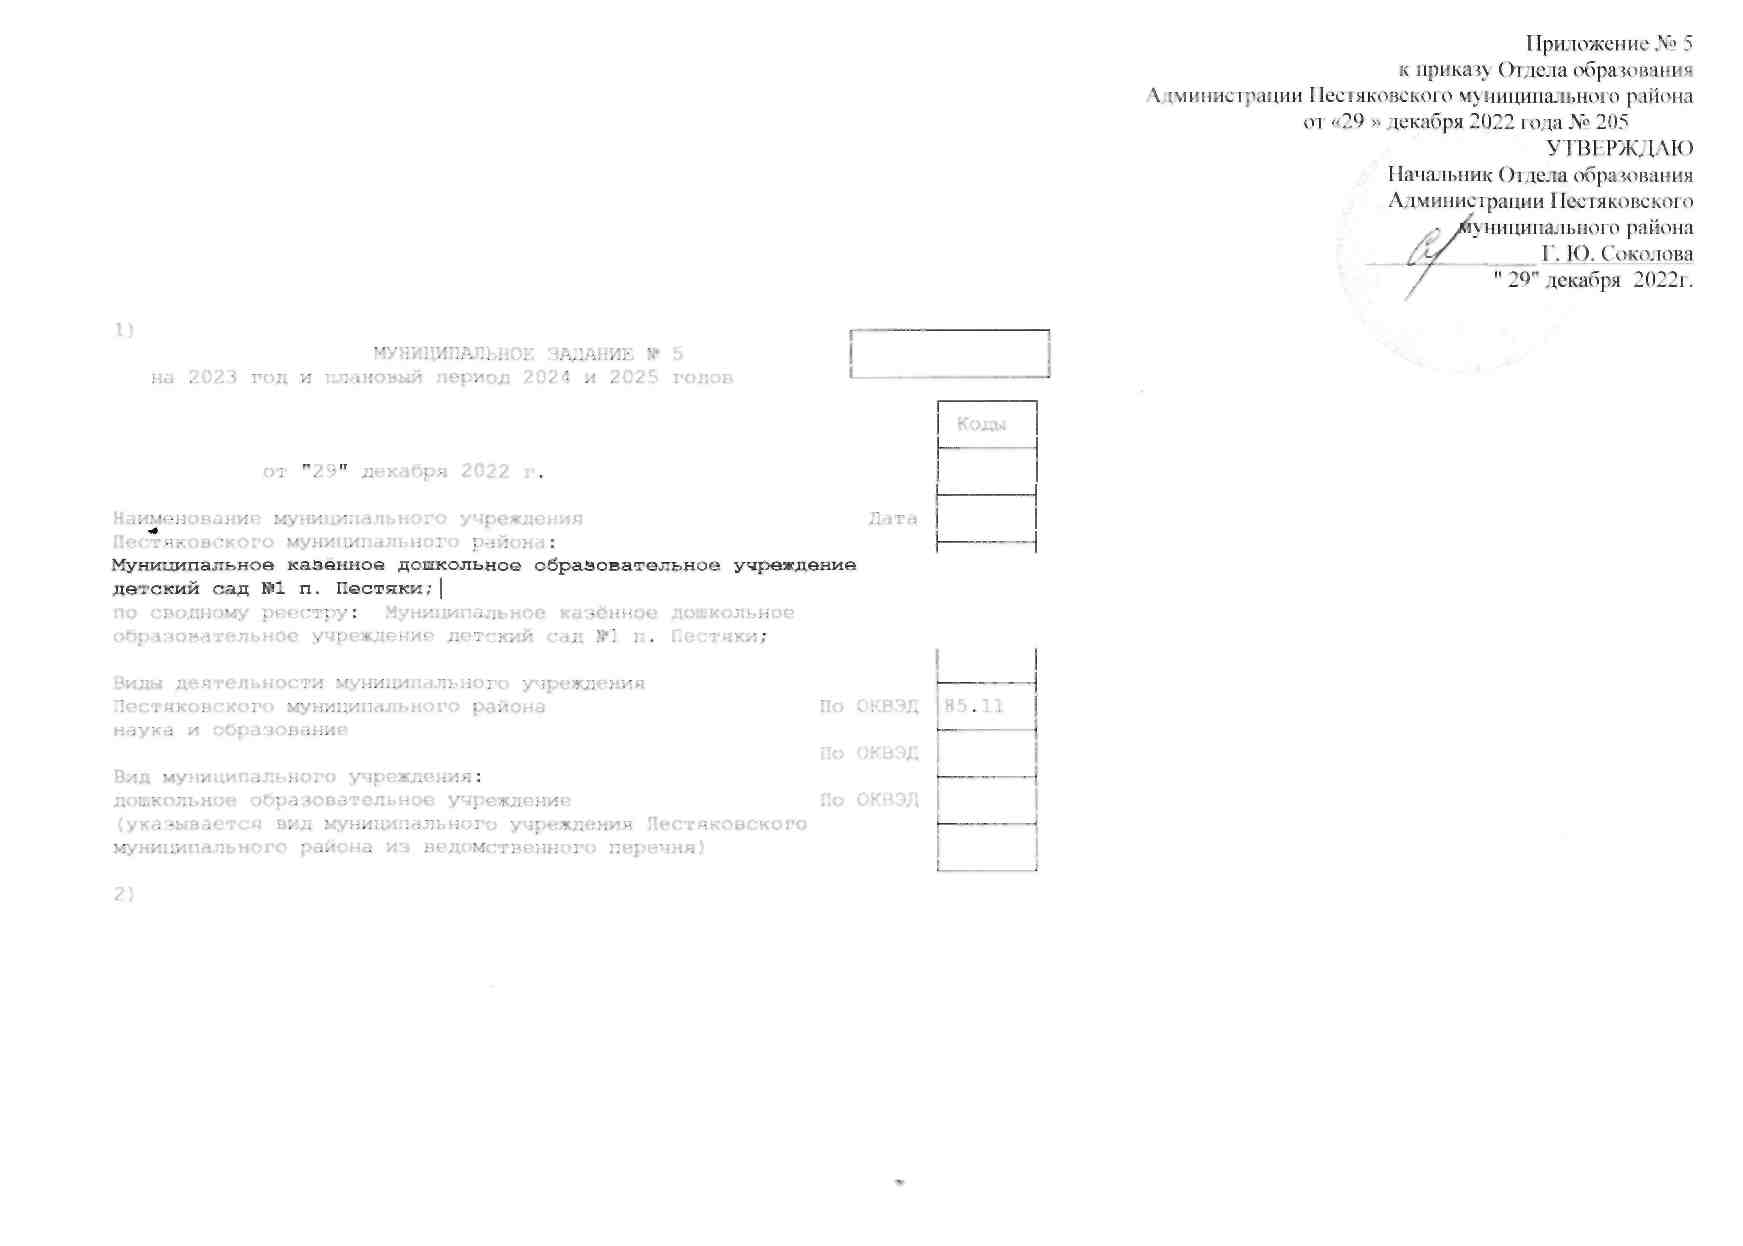 Приложение № 5
к приказу Отдела образования
Администрации Пестяковского муниципального района
от «29 » декабря 2022 года № 205
УТВЕРЖДАЮ
Начальник Отдела образования
Администрации Пестяковского
муниципального района
Г. Ю. Соколова
" 29" декабря 2022г.
1)
МУНИЦИПАЛЬНОЕ ЗАДАНИЕ № 5
на 2023 год и плановый период 2024 и 2025 годов
Коды
от "29" декабря 2022 г.
Наименование муниципального учреждения Дата
Пестяковского муниципального района:
Муниципальное казённое дошкольное образовательное учреждение
детский сад №1 п. Пестяки;
по сводному реестру: Муниципальное казённое дошкольное
образовательное учреждение детский сад №1 п. Пестяки;
Виды деятельности муниципального учреждения
Пестяковского муниципального района По ОКВЭД 85.11
наука и образование
По ОКВЭД
Вид муниципального учреждения:
дошкольное образовательное учреждение По ОКВЭД
(указывается вид муниципального учреждения Пестяковского
муниципального района из ведомственного перечня)
2)